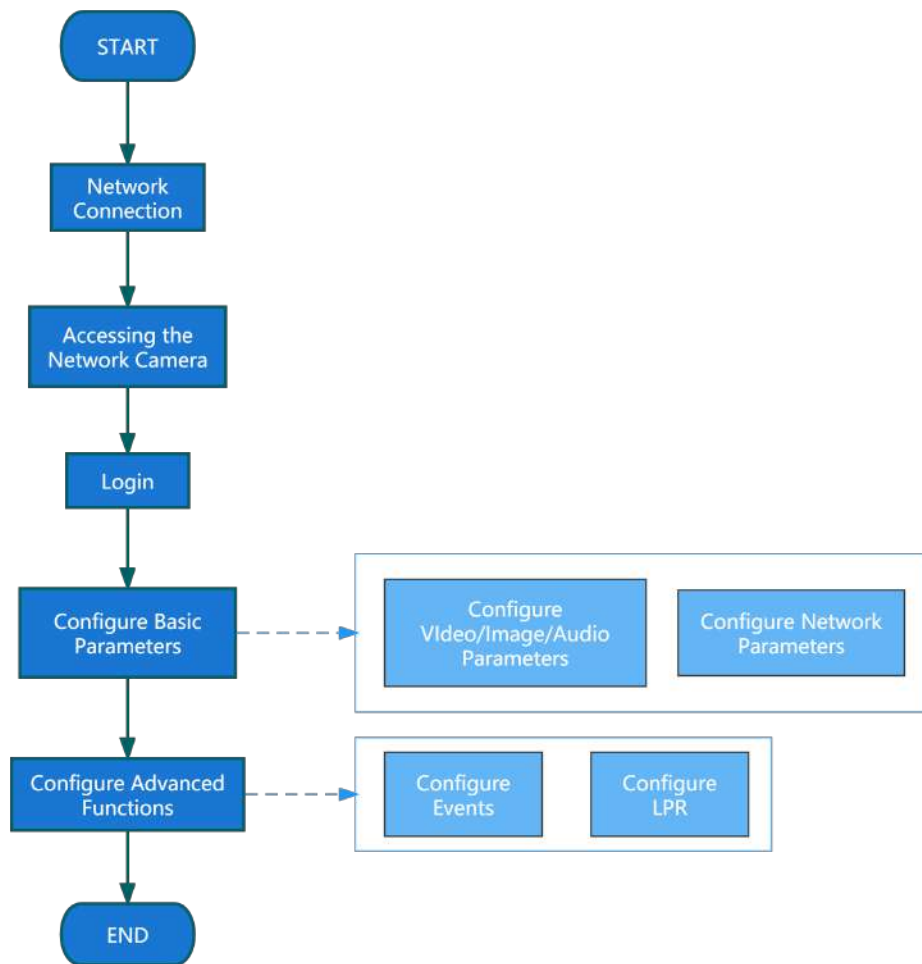 START
Network
Connection
Accessing the
Network Camera
Login
Configure Basic
Parameters
Configure
VIdeo/Image/Audio
Parameters
Configure Network
Parameters
Configure Advanced
Functions
Configure
Events
Configure
LPR
END